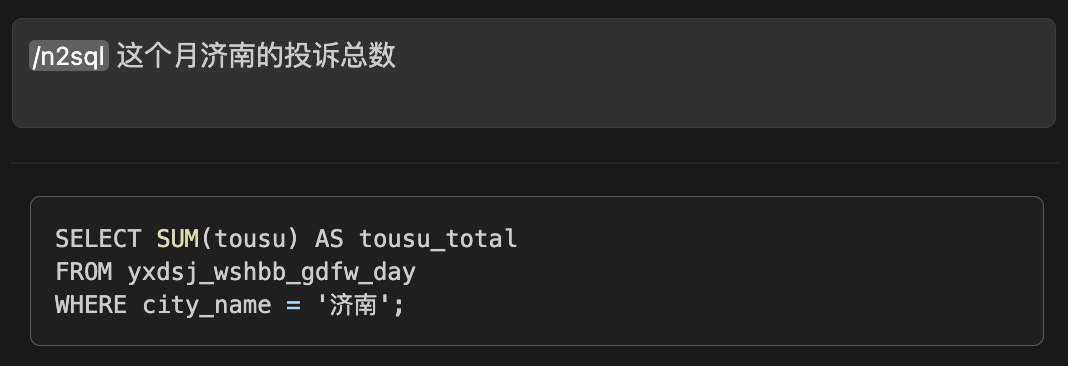 /n2sql 这个月济南的投诉总数
SELECT SUM(tousu) AS tousu_total
FROM yxdsj_wshbb_gdfw_day
WHERE city_name = '济南';